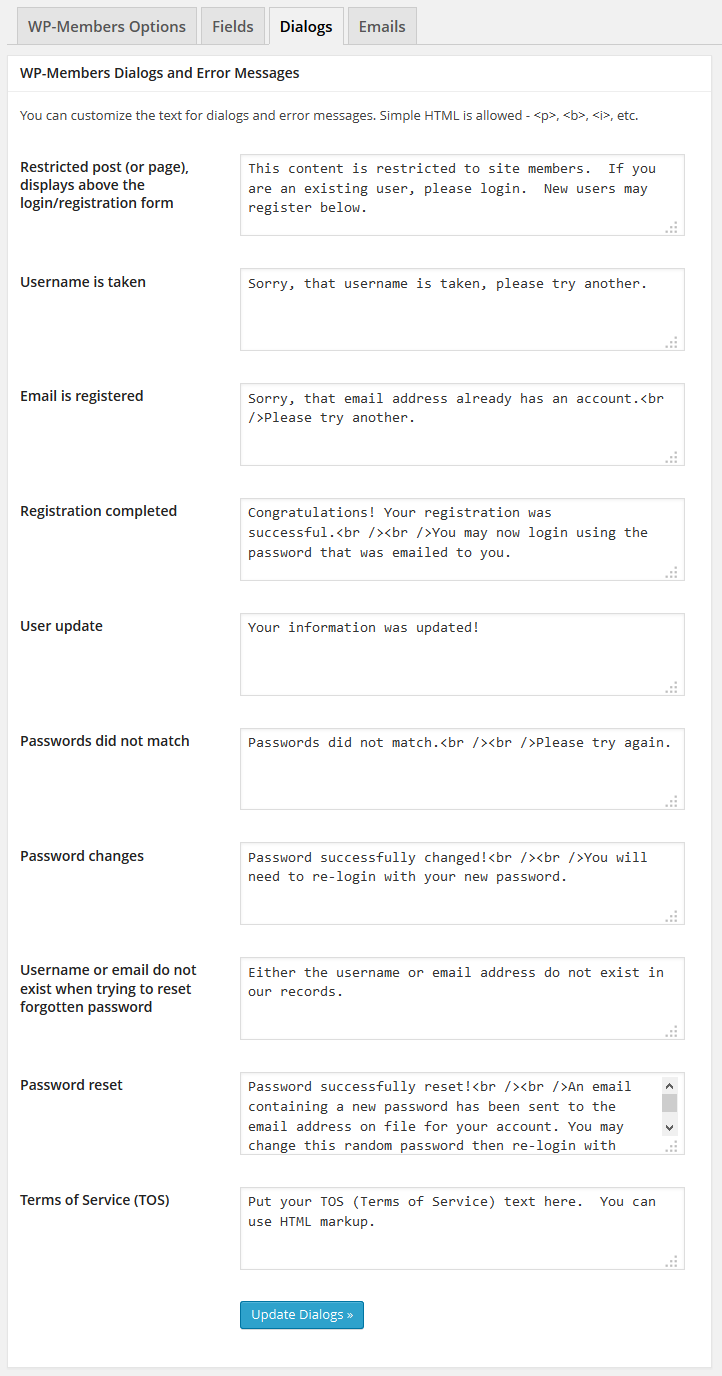 WP-Members Options Fields Dialogs Emails
WP-Members Dialogs and Error Messages
You can customize the text for dialogs and error messages. Simple HTML is allowed - <p>, <b>, <i>, etc.
Restricted post (or page),
displays above the
login/registration form
This content is restricted to site members.  If you
are an existing user, please login.  New users may
register below.
Username is taken
Sorry, that username is taken, please try another.
Email is registered
Sorry, that email address already has an account.<br
/>Please try another.
Registration completed
Congratulations! Your registration was
successful.<br /><br />You may now login using the
password that was emailed to you.
User update
Your information was updated!
Passwords did not match
Passwords did not match.<br /><br />Please try again.
Password changes
Password successfully changed!<br /><br />You will
need to re-login with your new password.
Username or email do not
exist when trying to reset
forgotten password
Either the username or email address do not exist in
our records.
Password reset
Password successfully reset!<br /><br />An email
containing a new password has been sent to the
email address on file for your account. You may
change this random password then re-login with
Terms of Service (TOS)
Put your TOS (Terms of Service) text here.  You can
use HTML markup.
Update Dialogs »